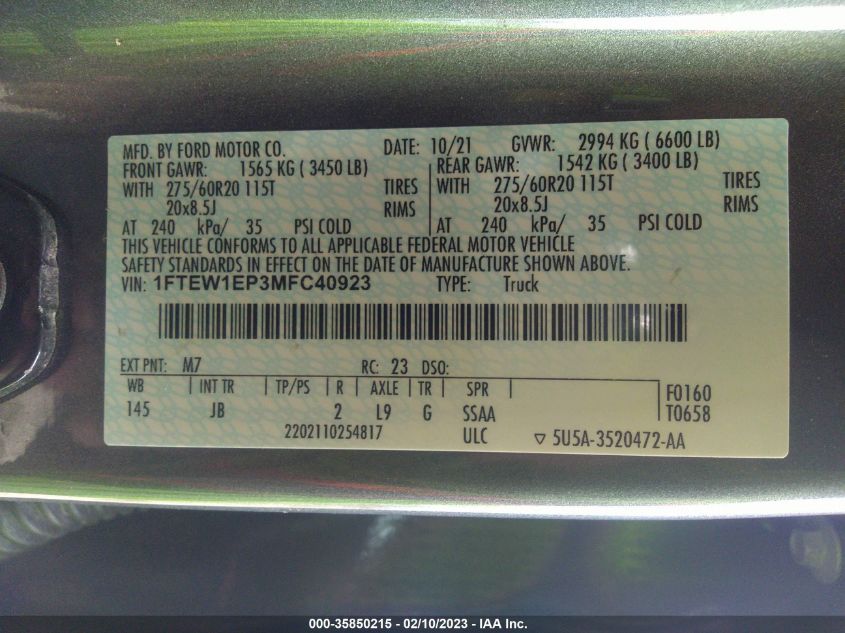 MFD. BY FORD MOTOR CO. DATE: 10/21 GVWR: 2994 KG ( 6600 LB)
FRONT GAWR: 1565 KG ( 3450 LB) REAR GAWR: 1542 KG ( 3400 LB)
WITH 275/60R20 115T TIRES WITH 275/60R20 115T TIRES
20x8.5J RIMS 20x8.5J RIMS
AT 240 kPa/ 35 PSI COLD AT 240 kPa/ 35 PSI COLD
THIS VEHICLE CONFORMS TO ALL APPLICABLE FEDERAL MOTOR VEHICLE
SAFETY STANDARDS IN EFFECT ON THE DATE OF MANUFACTURE SHOWN ABOVE.
VIN: 1FTEW1EP3MFC40923 TYPE: Truck
EXT PNT: M7 RC: 23 DSO:
WB INT TR TP/PS R AXLE TR SPR F0160
145 JB 2 L9 G SSAA T0658
2202110254817 ULC ▽ 5U5A-3520472-AA
000-35850215 - 02/10/2023 - IAA Inc.